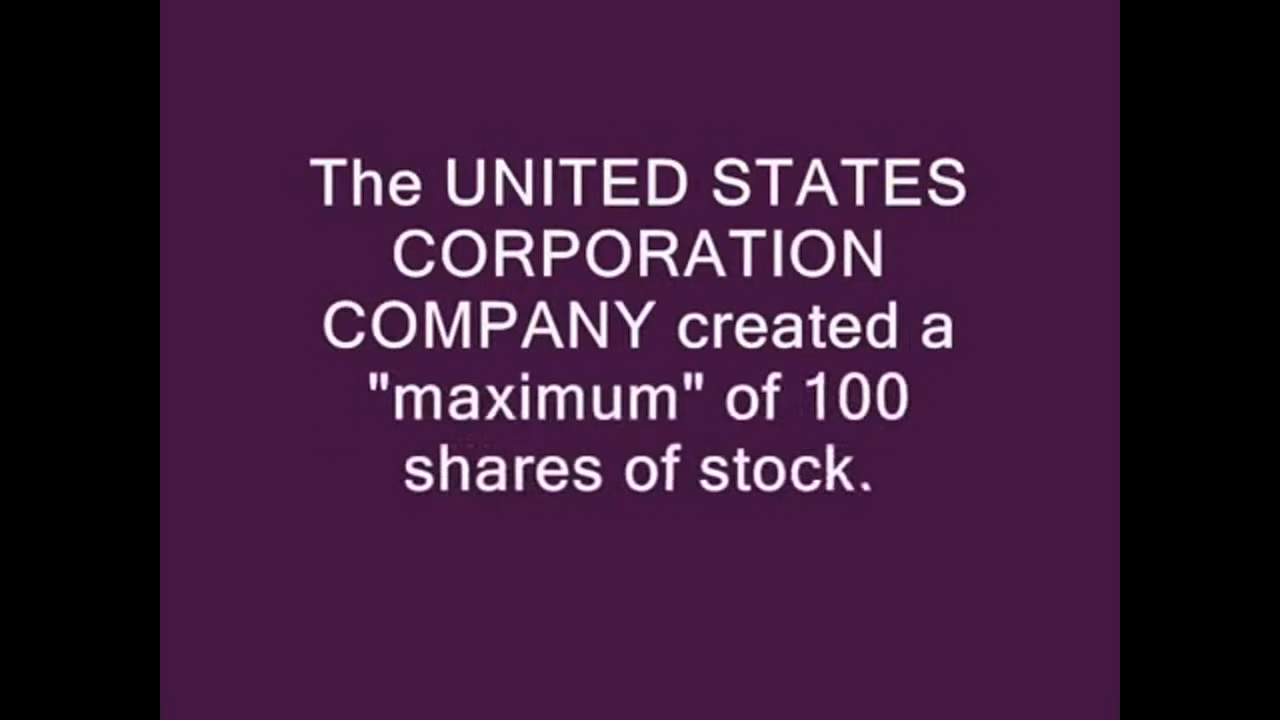 The UNITED STATES
CORPORATION
COMPANY created a
"maximum" of 100
shares of stock.